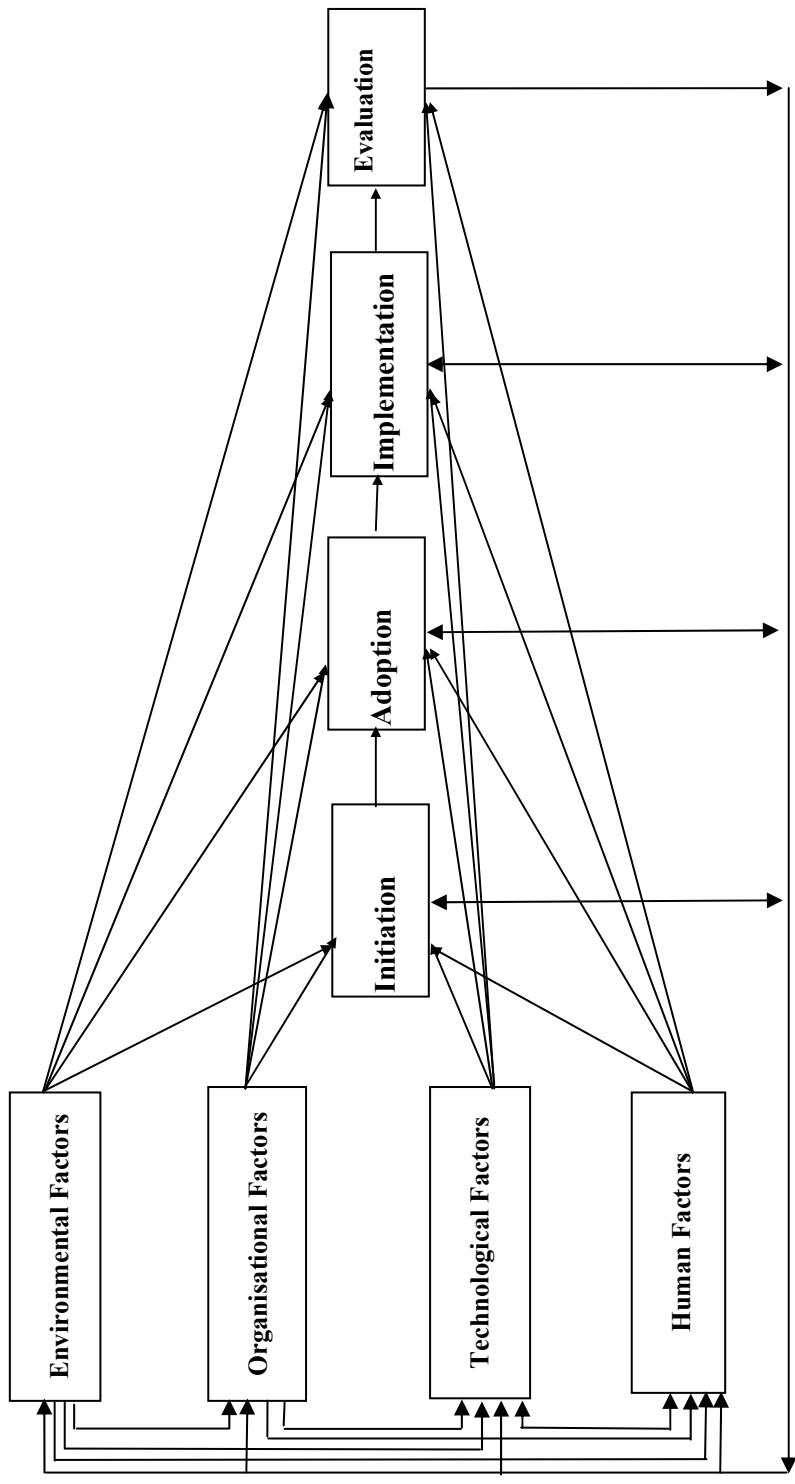 Environmental Factors
Organisational Factors
Technological Factors
Human Factors
Initiation
Adoption
Implementation
Evaluation